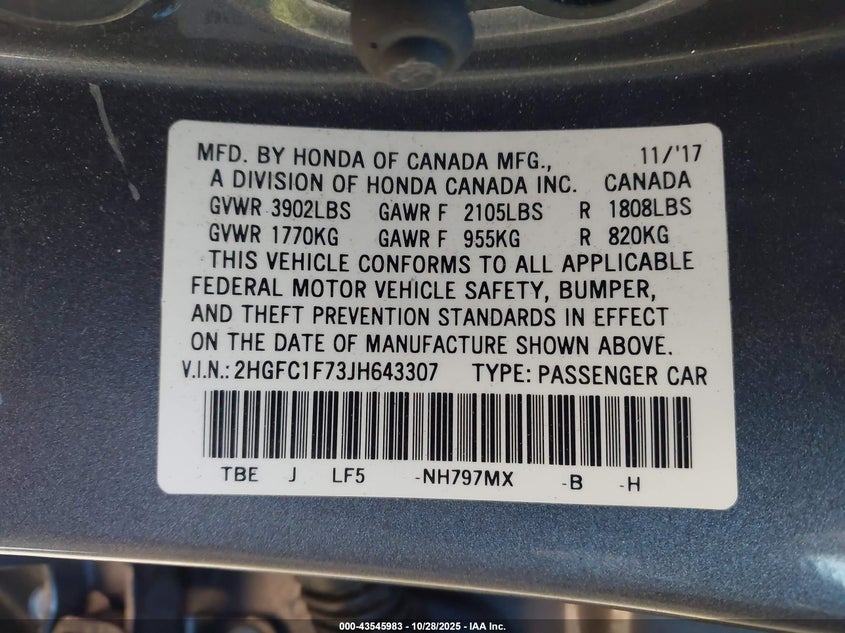 MFD. BY HONDA OF CANADA MFG., 11/'17
A DIVISION OF HONDA CANADA INC. CANADA
GVWR 3902LBS GAWR F 2105LBS R 1808LBS
GVWR 1770KG GAWR F 955KG R 820KG
THIS VEHICLE CONFORMS TO ALL APPLICABLE
FEDERAL MOTOR VEHICLE SAFETY, BUMPER,
AND THEFT PREVENTION STANDARDS IN EFFECT
ON THE DATE OF MANUFACTURE SHOWN ABOVE.
V.I.N.: 2HGFC1F73JH643307 TYPE: PASSENGER CAR
TBE J LF5 -NH797MX -B -H
000-43545983 - 10/28/2025 - IAA Inc.